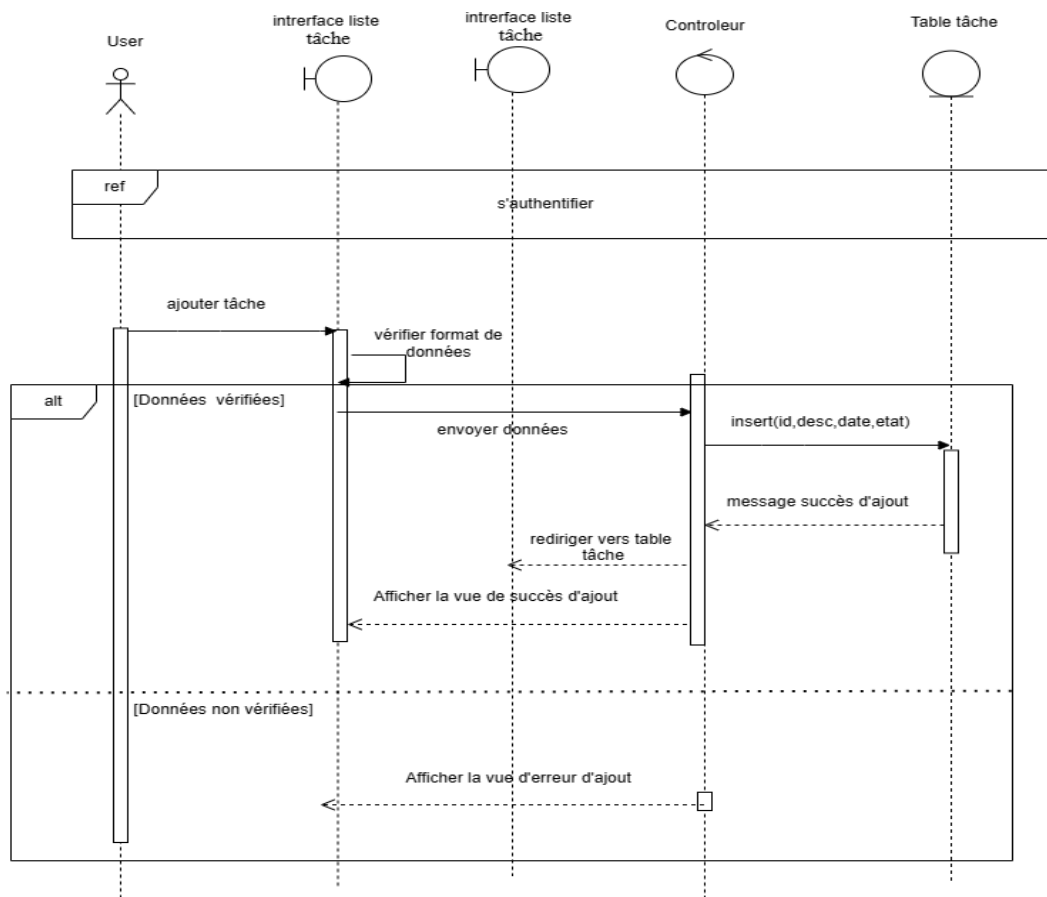 User
intrerface liste
tâche
intrerface liste
tâche
Controleur
Table tâche
ref
s'authentifier
ajouter tâche
vérifier format de
données
alt
[Données vérifiées]
envoyer données
insert(id,desc,date,etat)
message succès d'ajout
rediriger vers table
tâche
Afficher la vue de succès d'ajout
[Données non vérifiées]
Afficher la vue d'erreur d'ajout